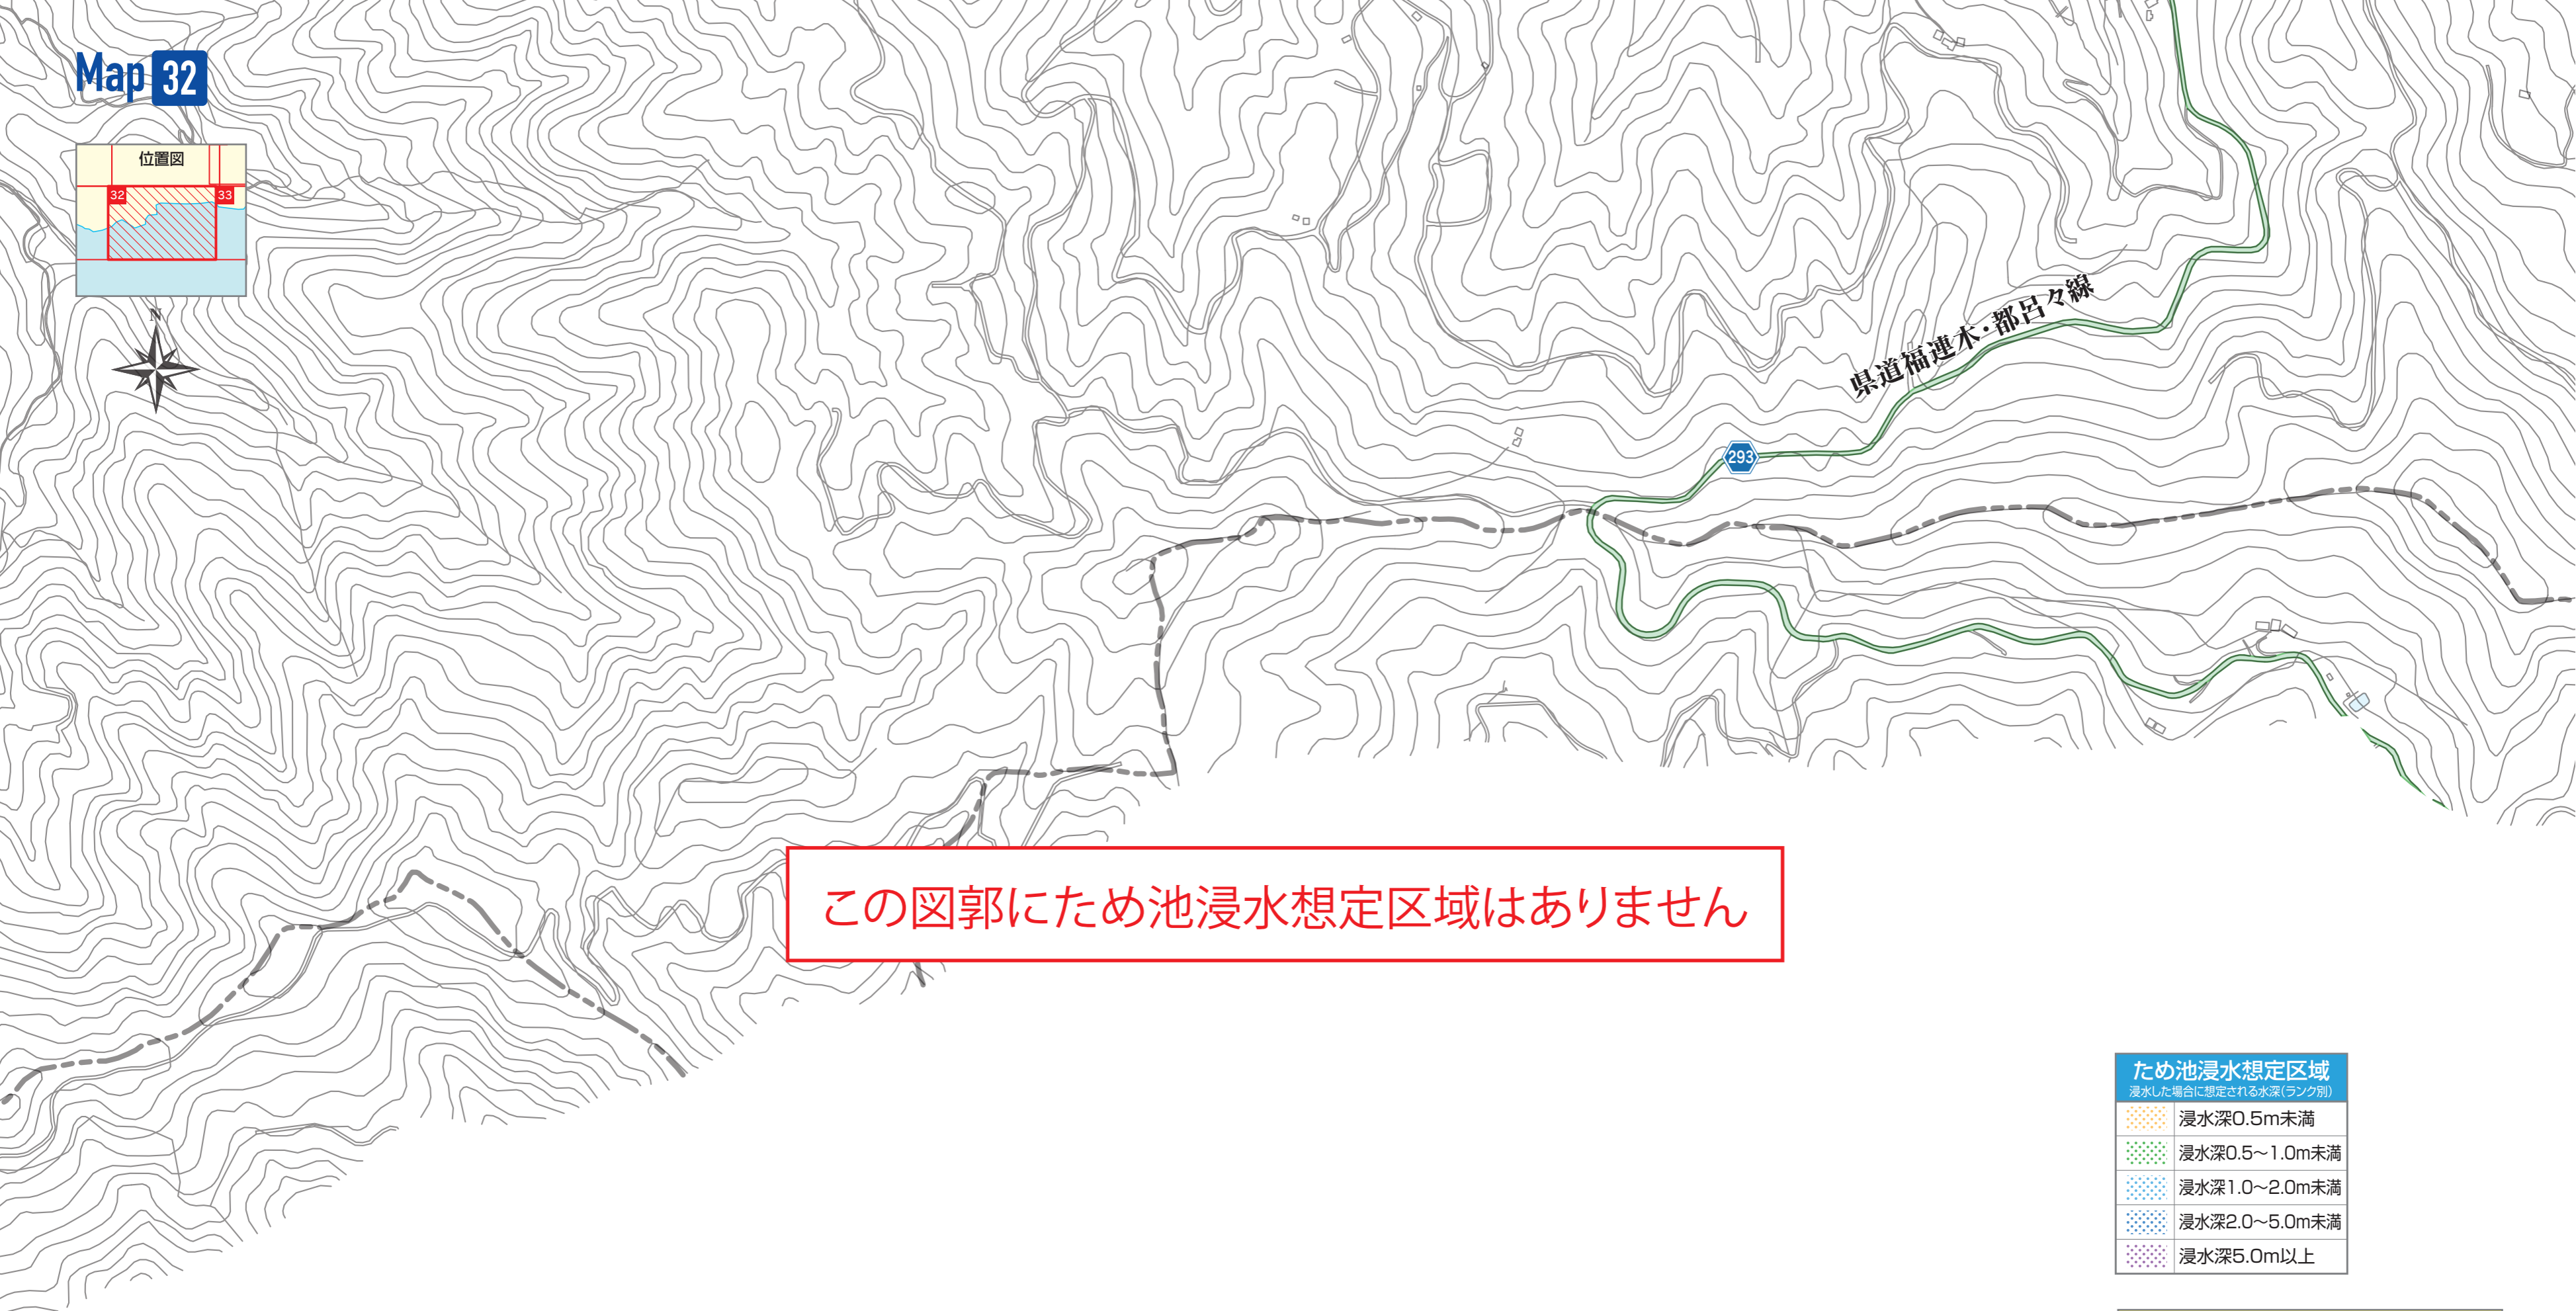 Map 32
位置図
32
33
N
県道福連木・都呂々線
293
この図郭にため池浸水想定区域はありません
ため池浸水想定区域
浸水した場合に想定される水深(ランク別)
浸水深0.5m未満
浸水深0.5～1.0m未満
浸水深1.0～2.0m未満
浸水深2.0～5.0m未満
浸水深5.0m以上